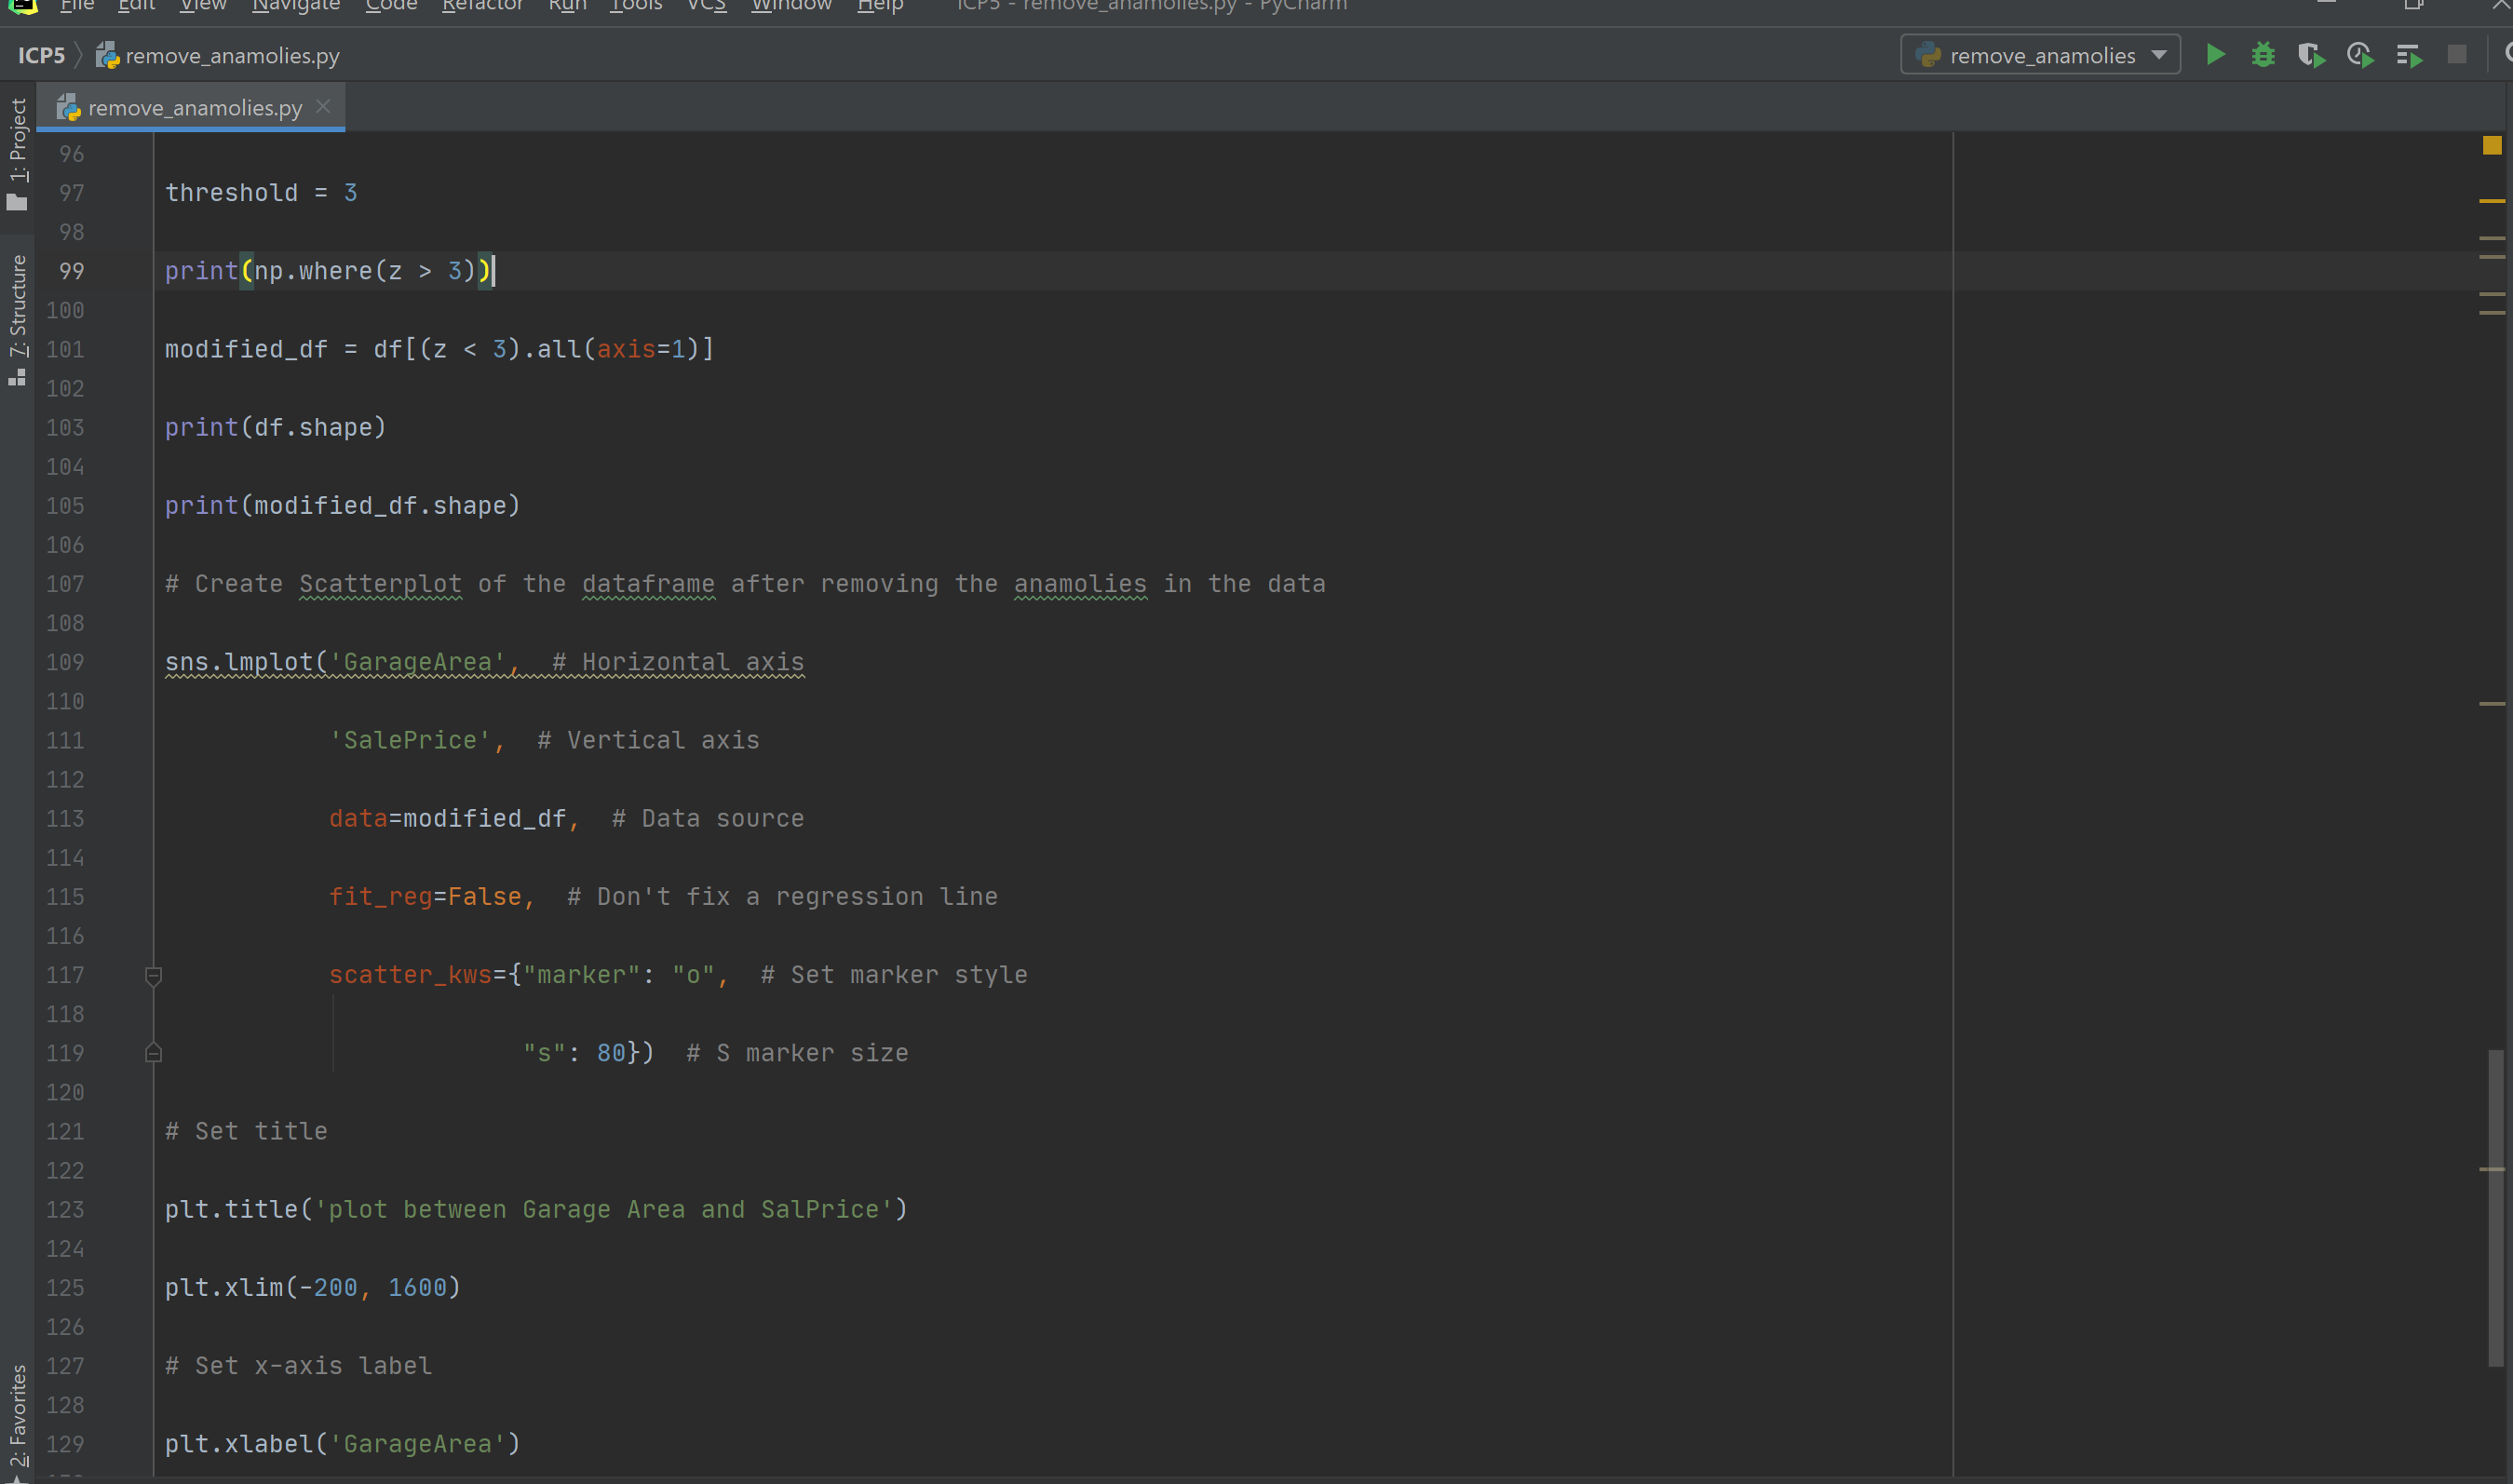 File Edit View Navigate Code Refactor Run Tools VCS Window Help ICP5 - remove_anamolies.py - PyCharm
ICP5 remove_anamolies.py remove_anamolies
remove_anamolies.py
1: Project
7: Structure
2: Favorites
96
97 threshold = 3
98
99 print(np.where(z > 3))
100
101 modified_df = df[(z < 3).all(axis=1)]
102
103 print(df.shape)
104
105 print(modified_df.shape)
106
107 # Create Scatterplot of the dataframe after removing the anamolies in the data
108
109 sns.lmplot('GarageArea', # Horizontal axis
110
111 'SalePrice', # Vertical axis
112
113 data=modified_df, # Data source
114
115 fit_reg=False, # Don't fix a regression line
116
117 scatter_kws={"marker": "o", # Set marker style
118
119 "s": 80}) # S marker size
120
121 # Set title
122
123 plt.title('plot between Garage Area and SalPrice')
124
125 plt.xlim(-200, 1600)
126
127 # Set x-axis label
128
129 plt.xlabel('GarageArea')